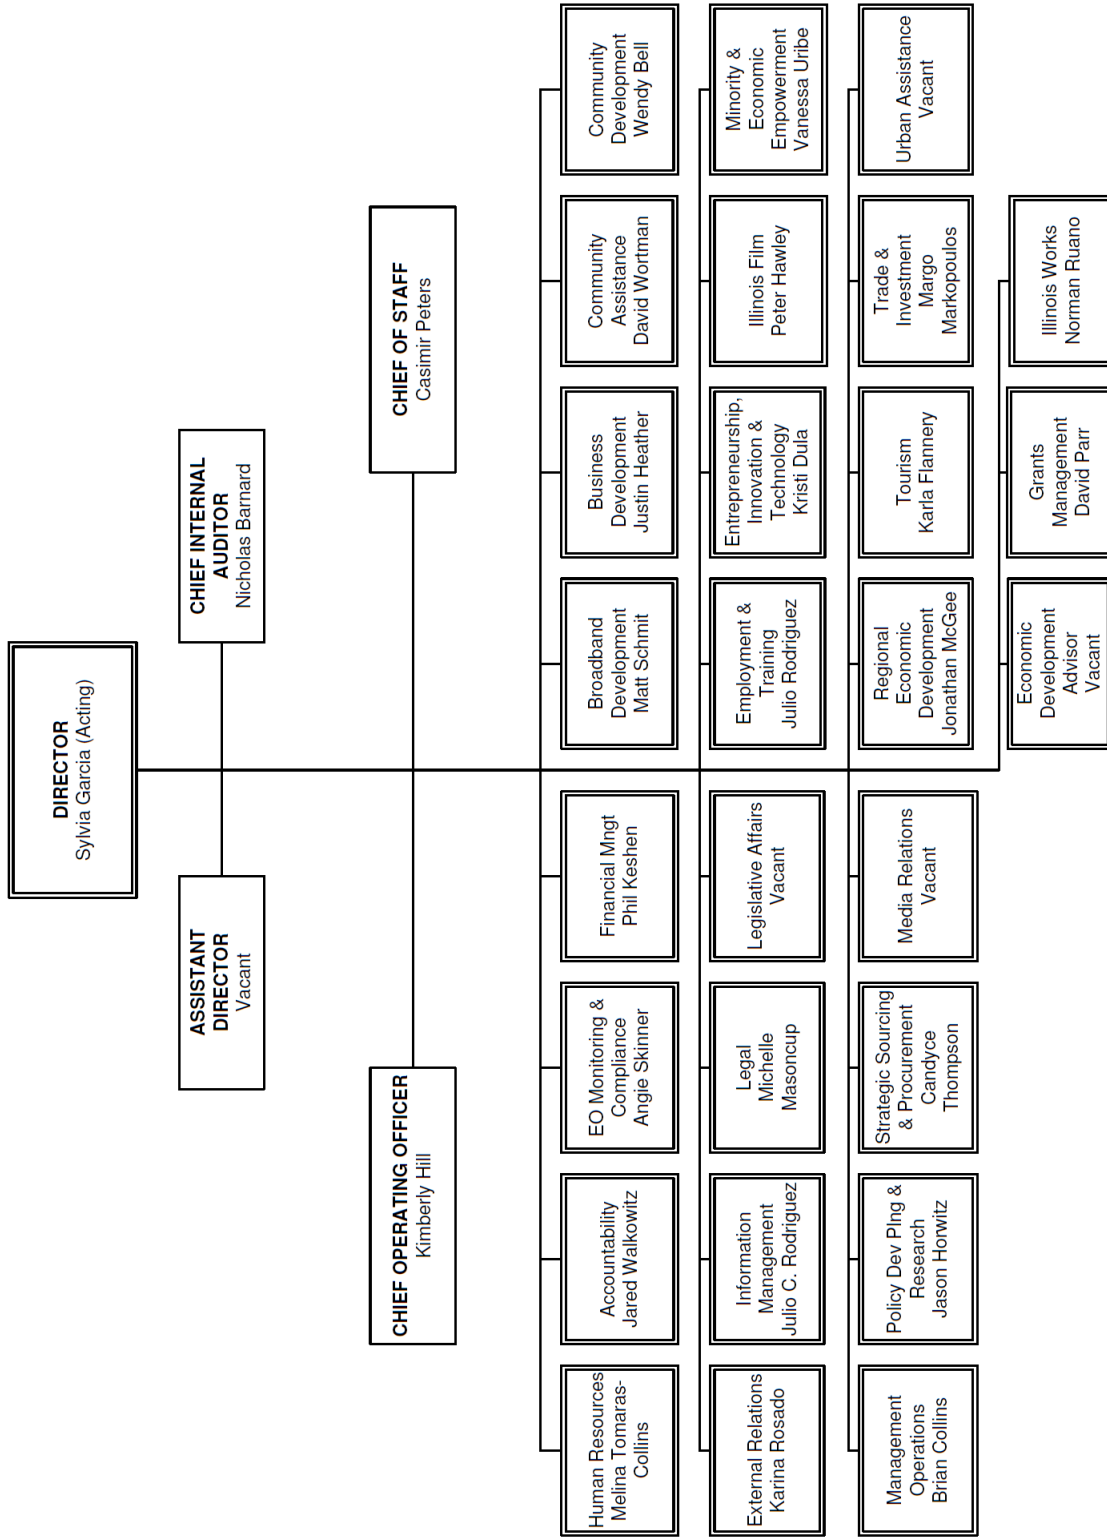 DIRECTOR
Sylvia Garcia (Acting)
ASSISTANT
DIRECTOR
Vacant
CHIEF INTERNAL
AUDITOR
Nicholas Barnard
CHIEF OPERATING OFFICER
Kimberly Hill
CHIEF OF STAFF
Casimir Peters
Human Resources
Melina Tomaras-
Collins
Accountability
Jared Walkowitz
EO Monitoring &
Compliance
Angie Skinner
Financial Mngt
Phil Keshen
Broadband
Development
Matt Schmit
Business
Development
Justin Heather
Community
Assistance
David Wortman
Community
Development
Wendy Bell
External Relations
Karina Rosado
Information
Management
Julio C. Rodriguez
Legal
Michelle
Masoncup
Legislative Affairs
Vacant
Employment &
Training
Julio Rodriguez
Entrepreneurship,
Innovation &
Technology
Kristi Dula
Illinois Film
Peter Hawley
Minority &
Economic
Empowerment
Vanessa Uribe
Management
Operations
Brian Collins
Policy Dev Plng &
Research
Jason Horwitz
Strategic Sourcing
& Procurement
Candyce
Thompson
Media Relations
Vacant
Regional
Economic
Development
Jonathan McGee
Tourism
Karla Flannery
Trade &
Investment
Margo
Markopoulos
Urban Assistance
Vacant
Economic
Development
Advisor
Vacant
Grants
Management
David Parr
Illinois Works
Norman Ruano